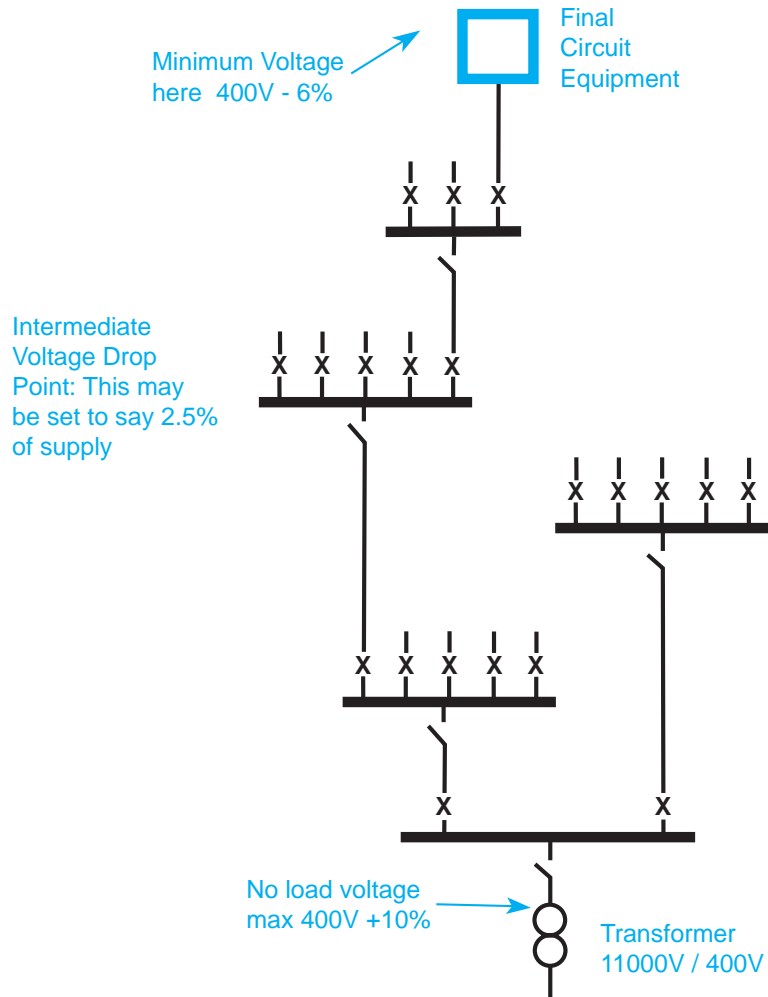 Final
Circuit
Equipment
Minimum Voltage
here 400V - 6%
X X X
Intermediate
Voltage Drop
Point: This may
be set to say 2.5%
of supply
X X X X X
X X X X X
X X X X X
X X
No load voltage
max 400V +10%
Transformer
11000V / 400V